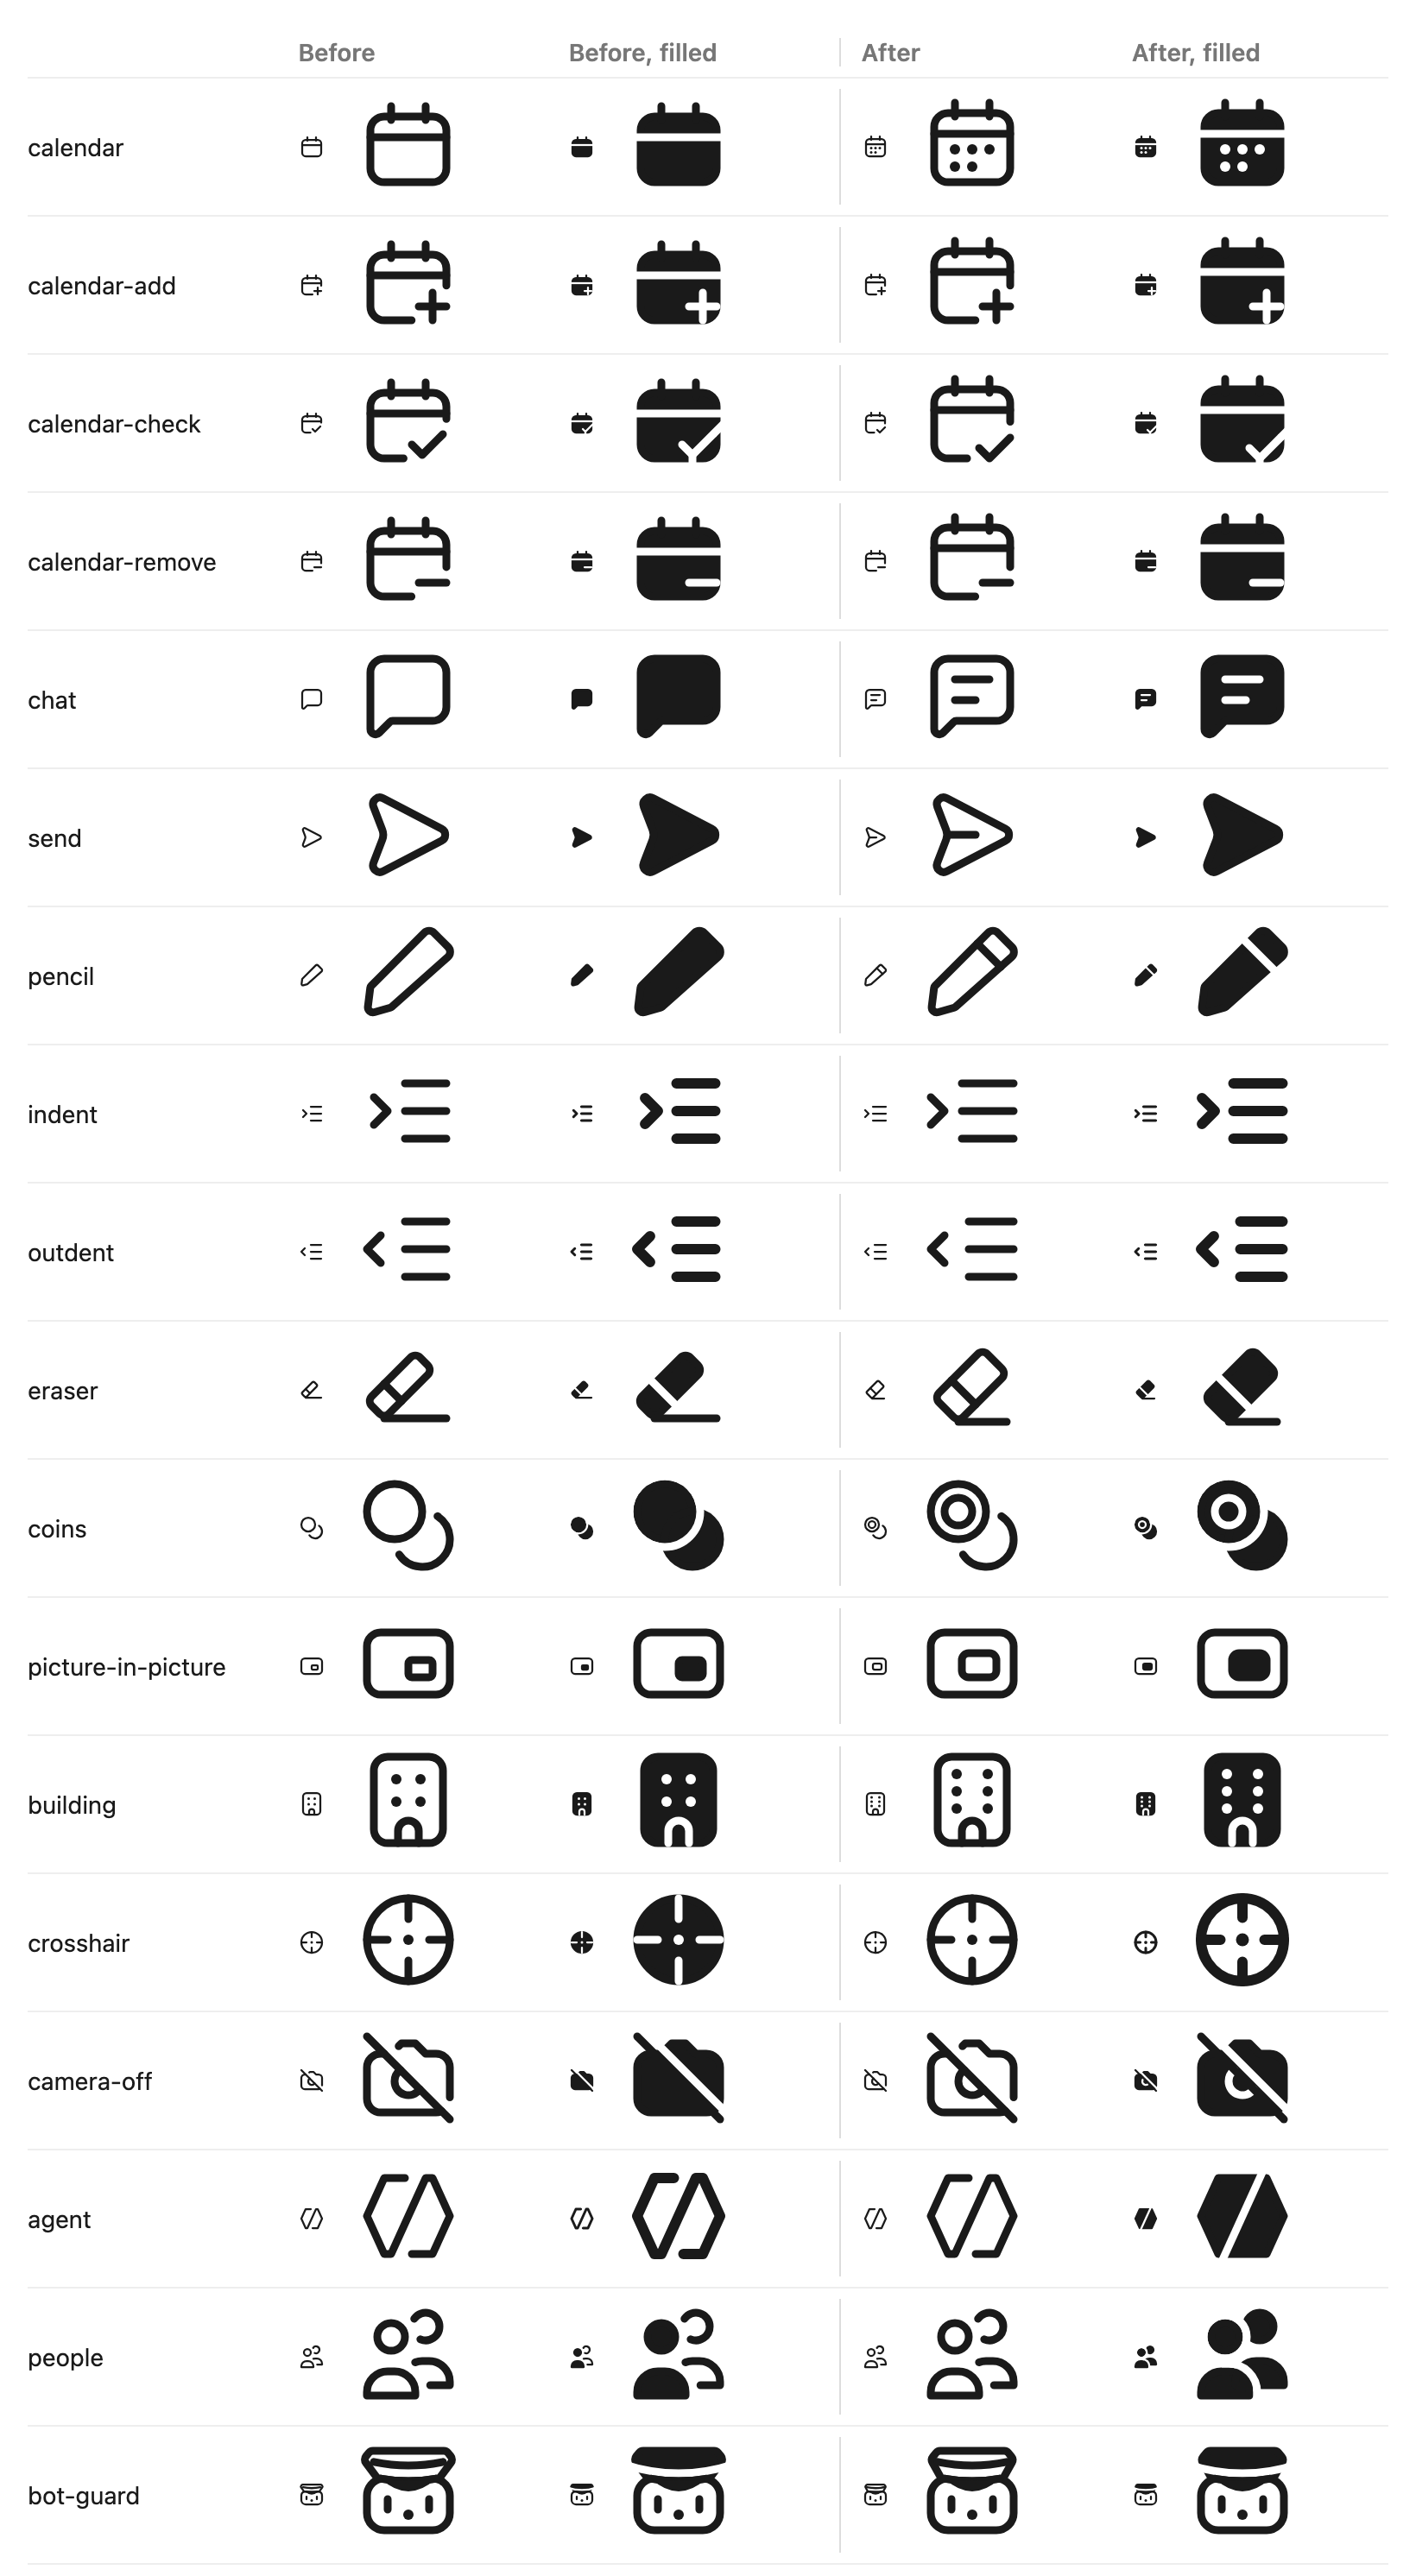 Before Before, filled After After, filled
calendar
calendar-add
calendar-check
calendar-remove
chat
send
pencil
indent
outdent
eraser
coins
picture-in-picture
building
crosshair
camera-off
agent
people
bot-guard